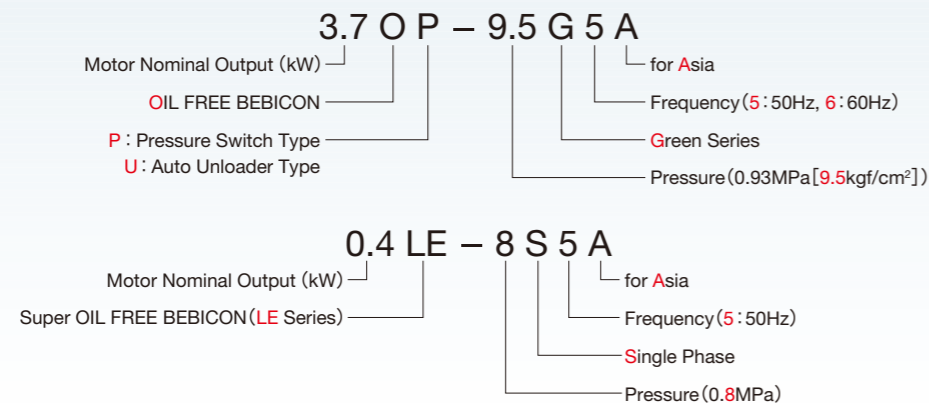 3.7 O P – 9.5 G 5 A
Motor Nominal Output (kW)
for Asia
OIL FREE BEBICON
Frequency(5:50Hz, 6:60Hz)
P : Pressure Switch Type
Green Series
U : Auto Unloader Type
Pressure(0.93MPa[9.5kgf/cm²])
0.4 LE – 8 S 5 A
Motor Nominal Output (kW)
for Asia
Super OIL FREE BEBICON(LE Series)
Frequency(5:50Hz)
Single Phase
Pressure(0.8MPa)